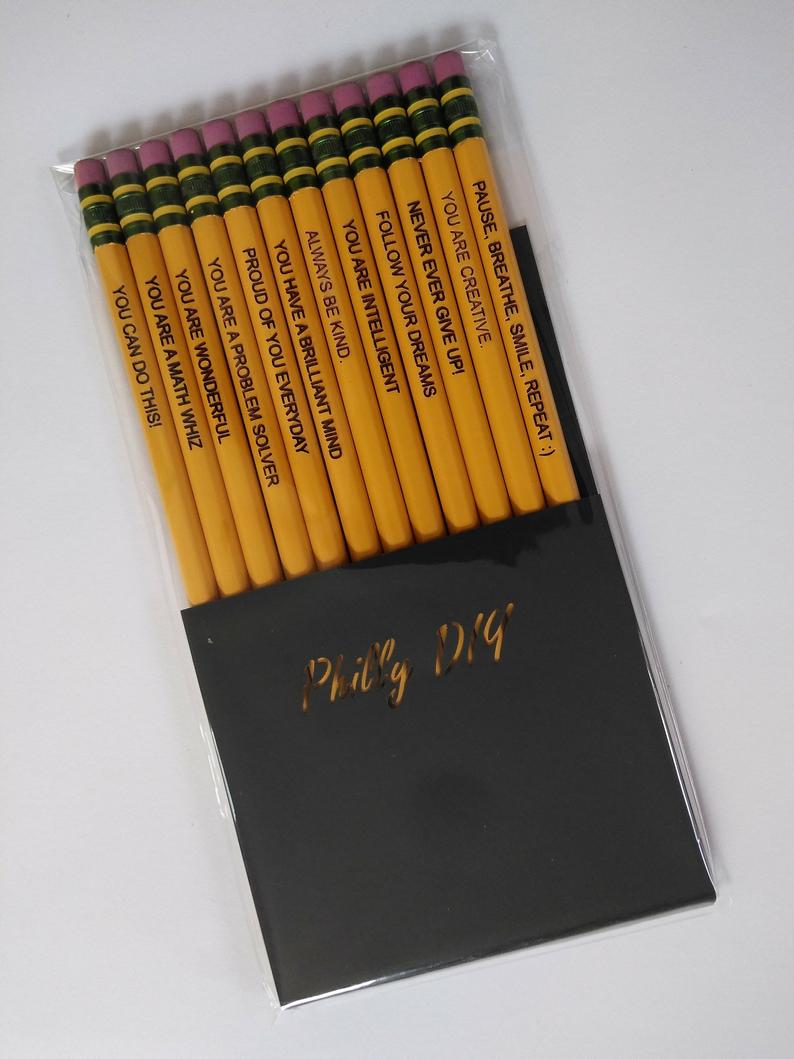 YOU CAN DO THIS!
YOU ARE A MATH WHIZ
YOU ARE WONDERFUL
YOU ARE A PROBLEM SOLVER
PROUD OF YOU EVERYDAY
YOU HAVE A BRILLIANT MIND
ALWAYS BE KIND.
YOU ARE INTELLIGENT
FOLLOW YOUR DREAMS
NEVER EVER GIVE UP!
YOU ARE CREATIVE.
PAUSE, BREATHE, SMILE, REPEAT :)
Philly DIY